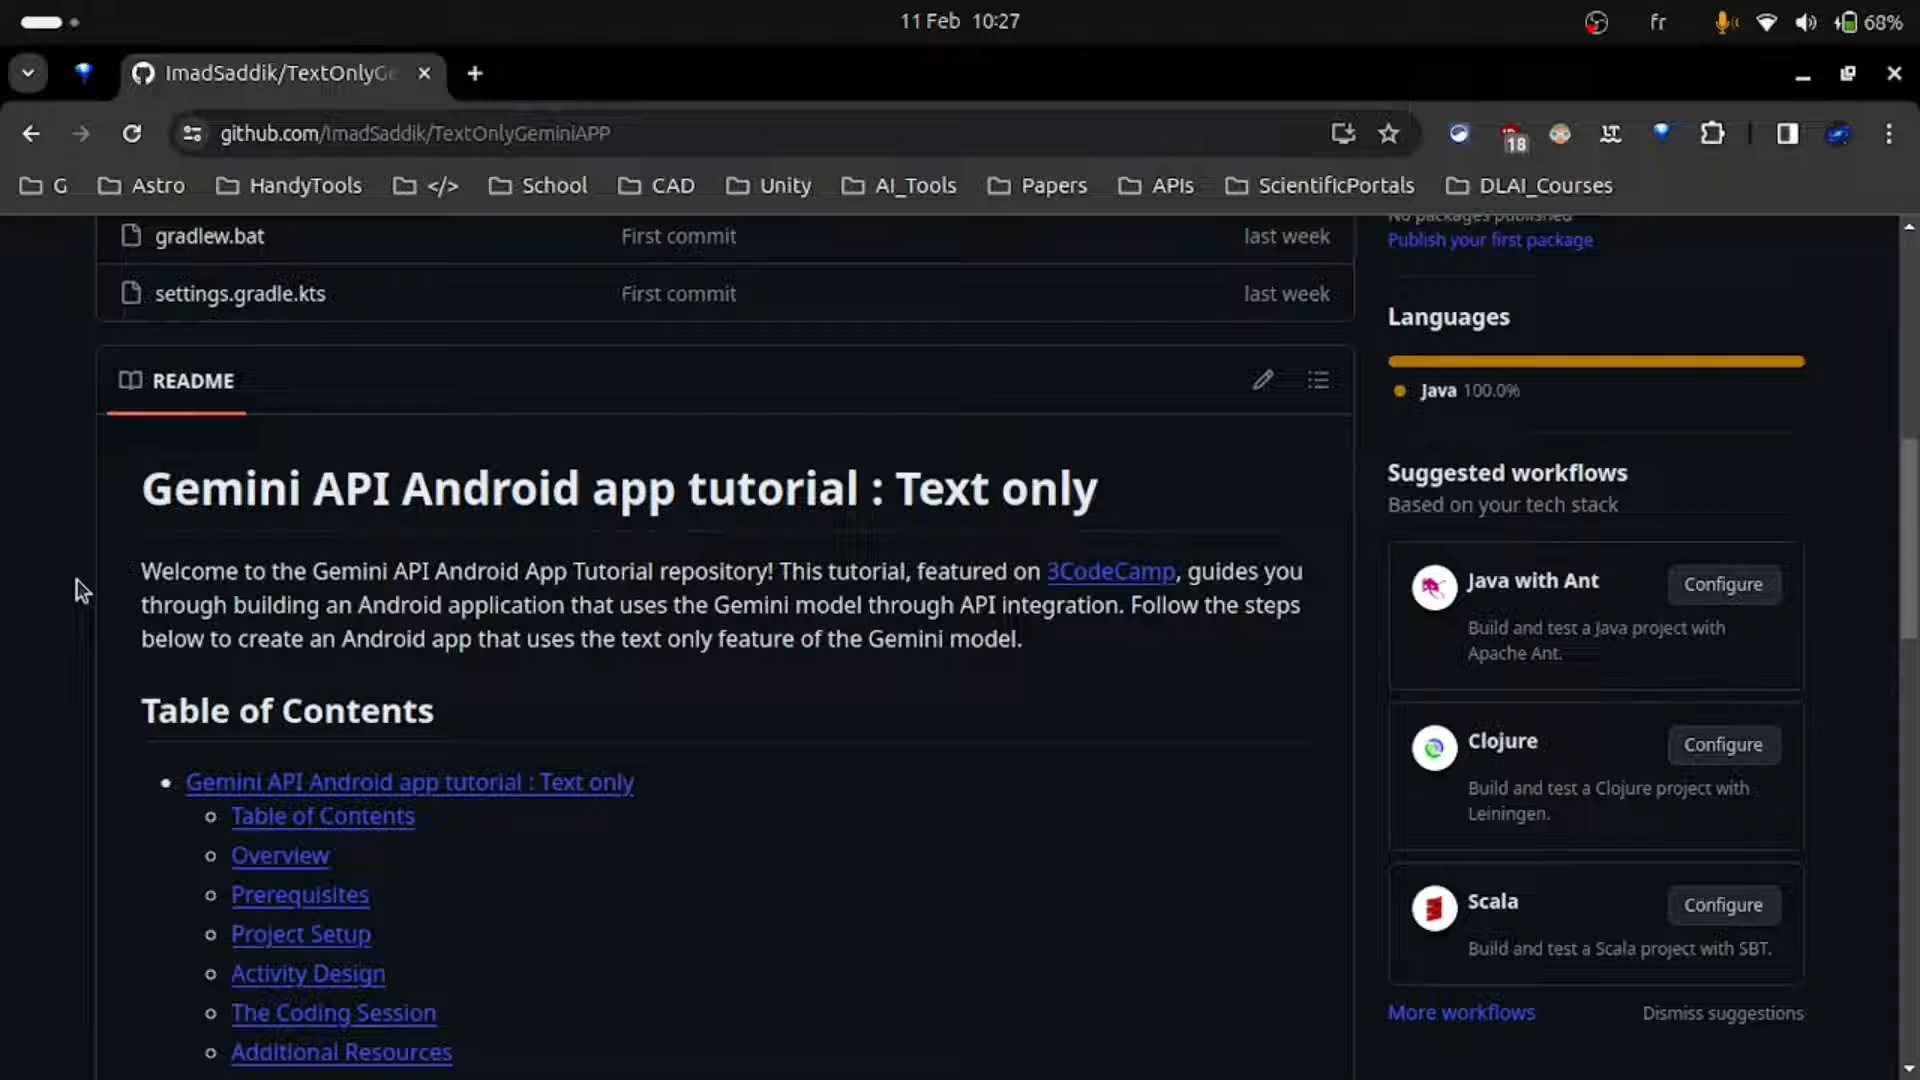 11 Feb 10:27
fr
68%
ImadSaddik/TextOnlyGe
github.com/ImadSaddik/TextOnlyGeminiAPP
18
G
Astro
HandyTools
</>
School
CAD
Unity
AI_Tools
Papers
APIs
ScientificPortals
DLAI_Courses
gradlew.bat First commit last week
settings.gradle.kts First commit last week
README
Gemini API Android app tutorial : Text only
Welcome to the Gemini API Android App Tutorial repository! This tutorial, featured on 3CodeCamp, guides you
through building an Android application that uses the Gemini model through API integration. Follow the steps
below to create an Android app that uses the text only feature of the Gemini model.
Table of Contents
Gemini API Android app tutorial : Text only
Table of Contents
Overview
Prerequisites
Project Setup
Activity Design
The Coding Session
Additional Resources
No packages published
Publish your first package
Languages
Java 100.0%
Suggested workflows
Based on your tech stack
Java with Ant
Configure
Build and test a Java project with
Apache Ant.
Clojure
Configure
Build and test a Clojure project with
Leiningen.
Scala
Configure
Build and test a Scala project with SBT.
More workflows
Dismiss suggestions